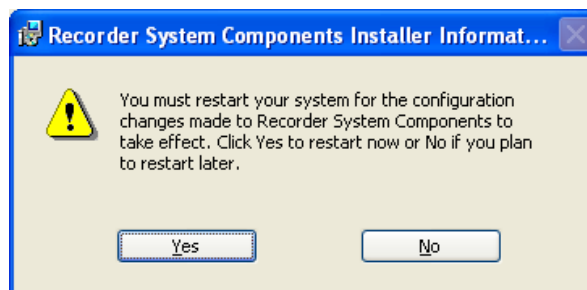 Recorder System Components Installer Informat...
You must restart your system for the configuration
changes made to Recorder System Components to
take effect. Click Yes to restart now or No if you plan
to restart later.
Yes
No